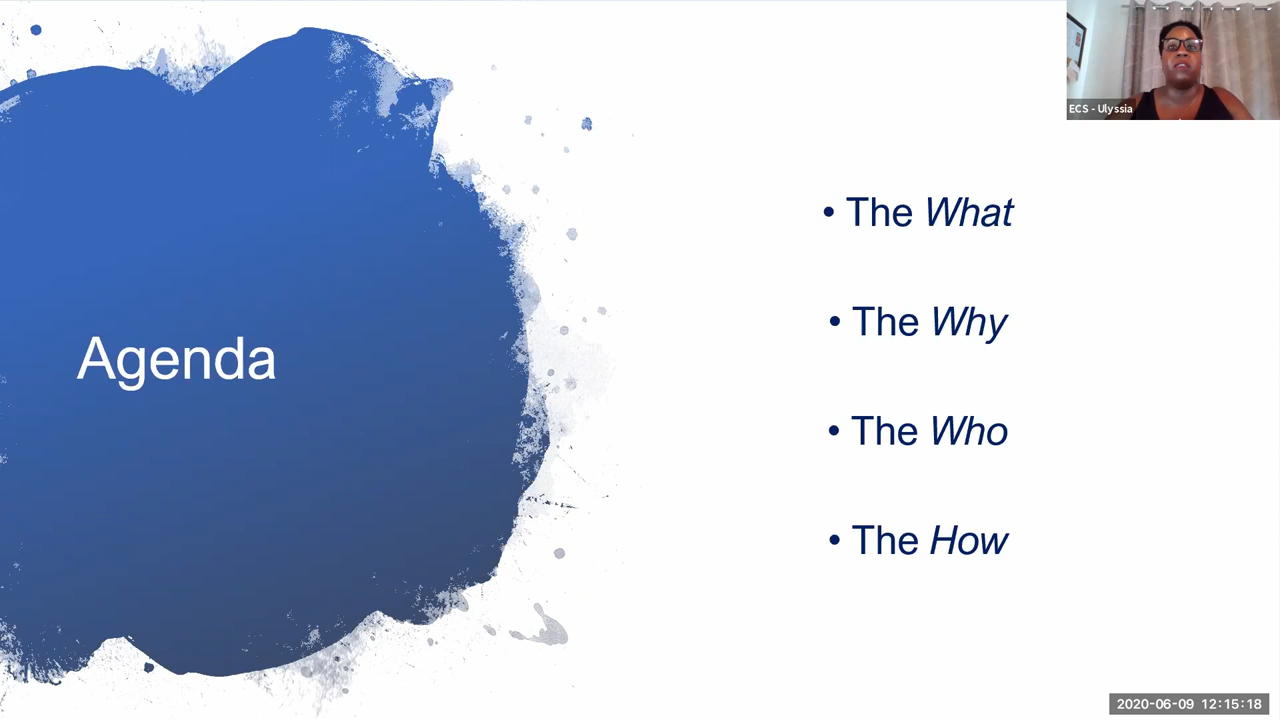 ECS - Ulyssia
Agenda
• The What
• The Why
• The Who
• The How
2020-06-09 12:15:18